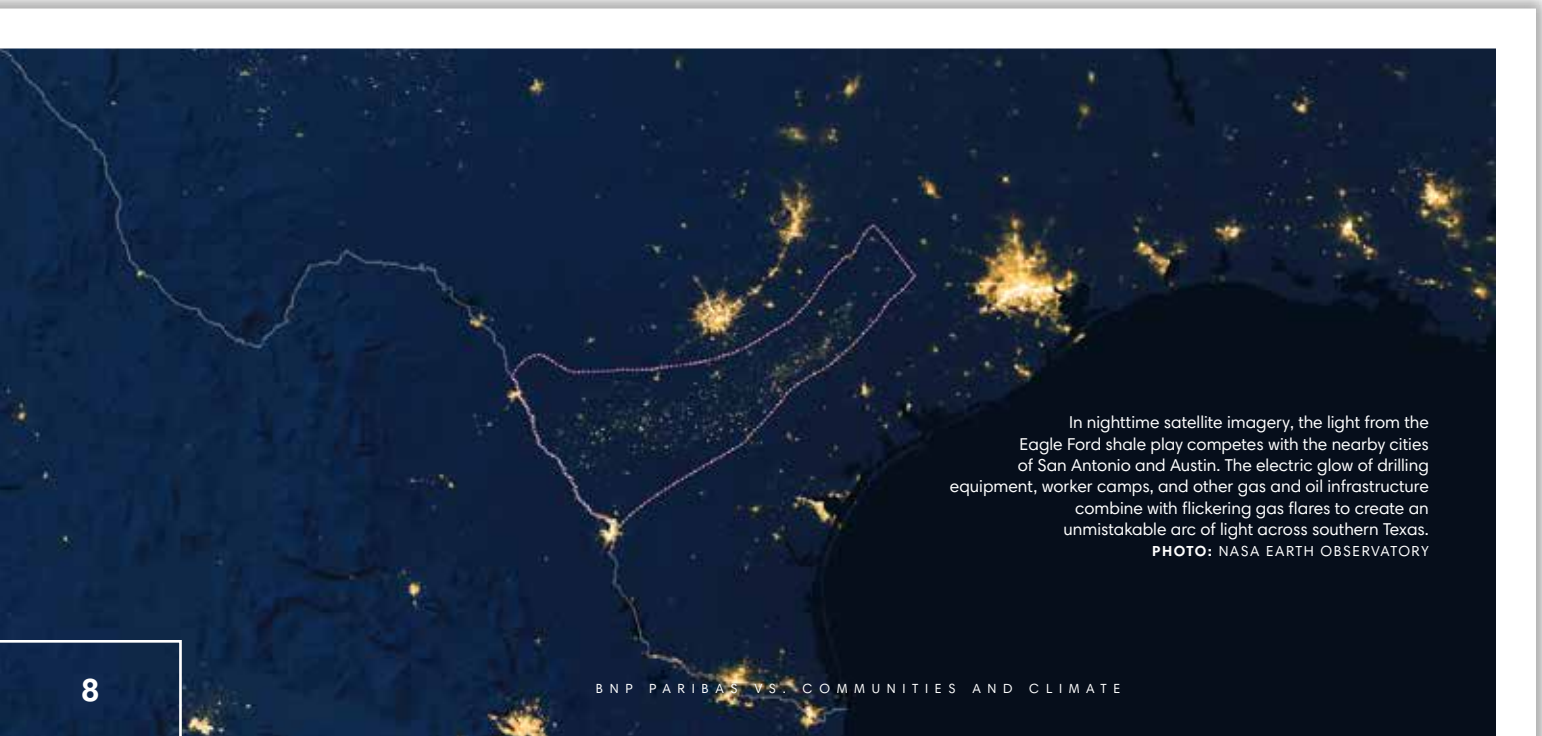 In nighttime satellite imagery, the light from the
Eagle Ford shale play competes with the nearby cities
of San Antonio and Austin. The electric glow of drilling
equipment, worker camps, and other gas and oil infrastructure
combine with flickering gas flares to create an
unmistakable arc of light across southern Texas.
PHOTO: NASA EARTH OBSERVATORY
8
BNP PARIBAS VS. COMMUNITIES AND CLIMATE